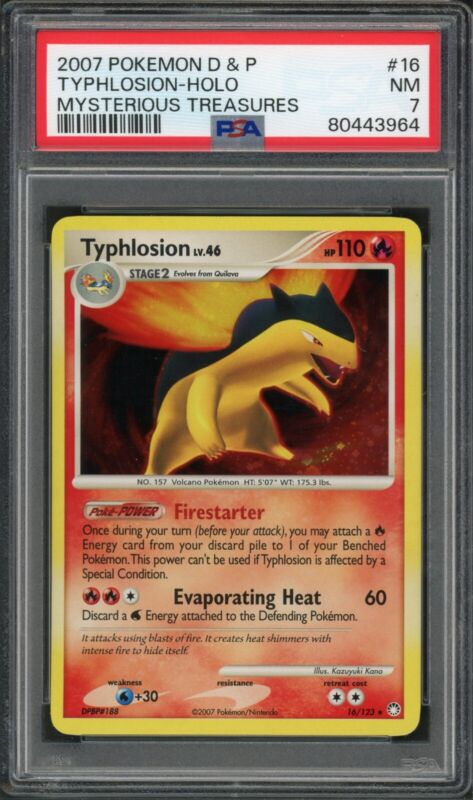 2007 POKEMON D & P #16
TYPHLOSION-HOLO NM
MYSTERIOUS TREASURES 7
PSA 80443964
Typhlosion LV.46 HP 110
STAGE 2 Evolves from Quilava
NO. 157 Volcano Pokémon HT: 5'07" WT: 175.3 lbs.
Poké-POWER Firestarter
Once during your turn (before your attack), you may attach a
Energy card from your discard pile to 1 of your Benched
Pokémon. This power can't be used if Typhlosion is affected by a
Special Condition.
Evaporating Heat 60
Discard a Energy attached to the Defending Pokémon.
It attacks using blasts of fire. It creates heat shimmers with
intense fire to hide itself.
Illus. Kazuyuki Kano
weakness resistance retreat cost
+30
DPBP#188 ©2007 Pokémon/Nintendo 16/123
PSA